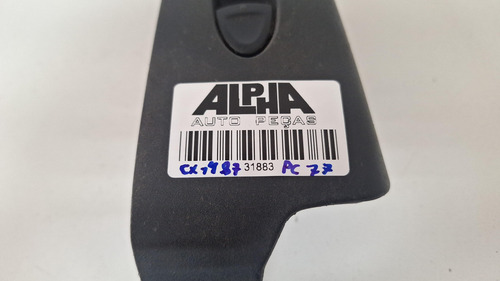 ALPHA
AUTO PEÇAS
CX 1987 31883 PC 77